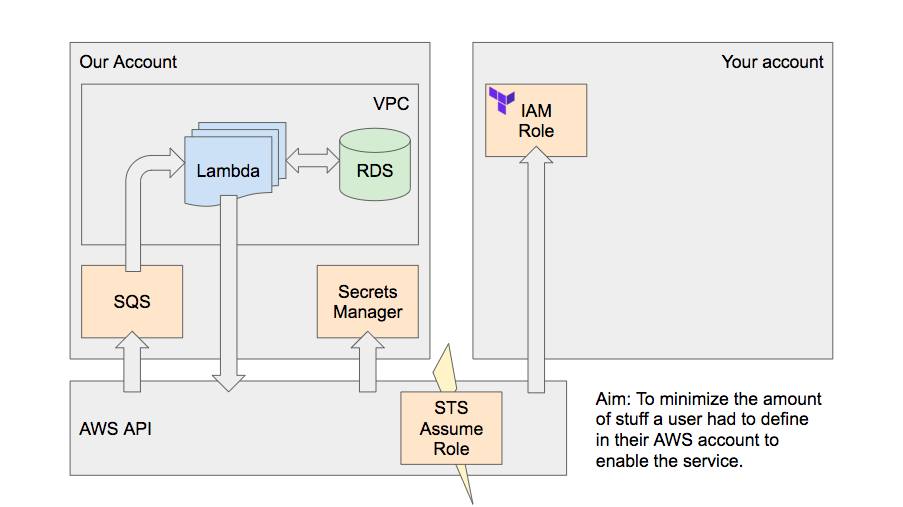 Our Account
Your account
VPC
IAM
Role
Lambda
RDS
SQS
Secrets
Manager
AWS API
STS
Assume
Role
Aim: To minimize the amount
of stuff a user had to define
in their AWS account to
enable the service.